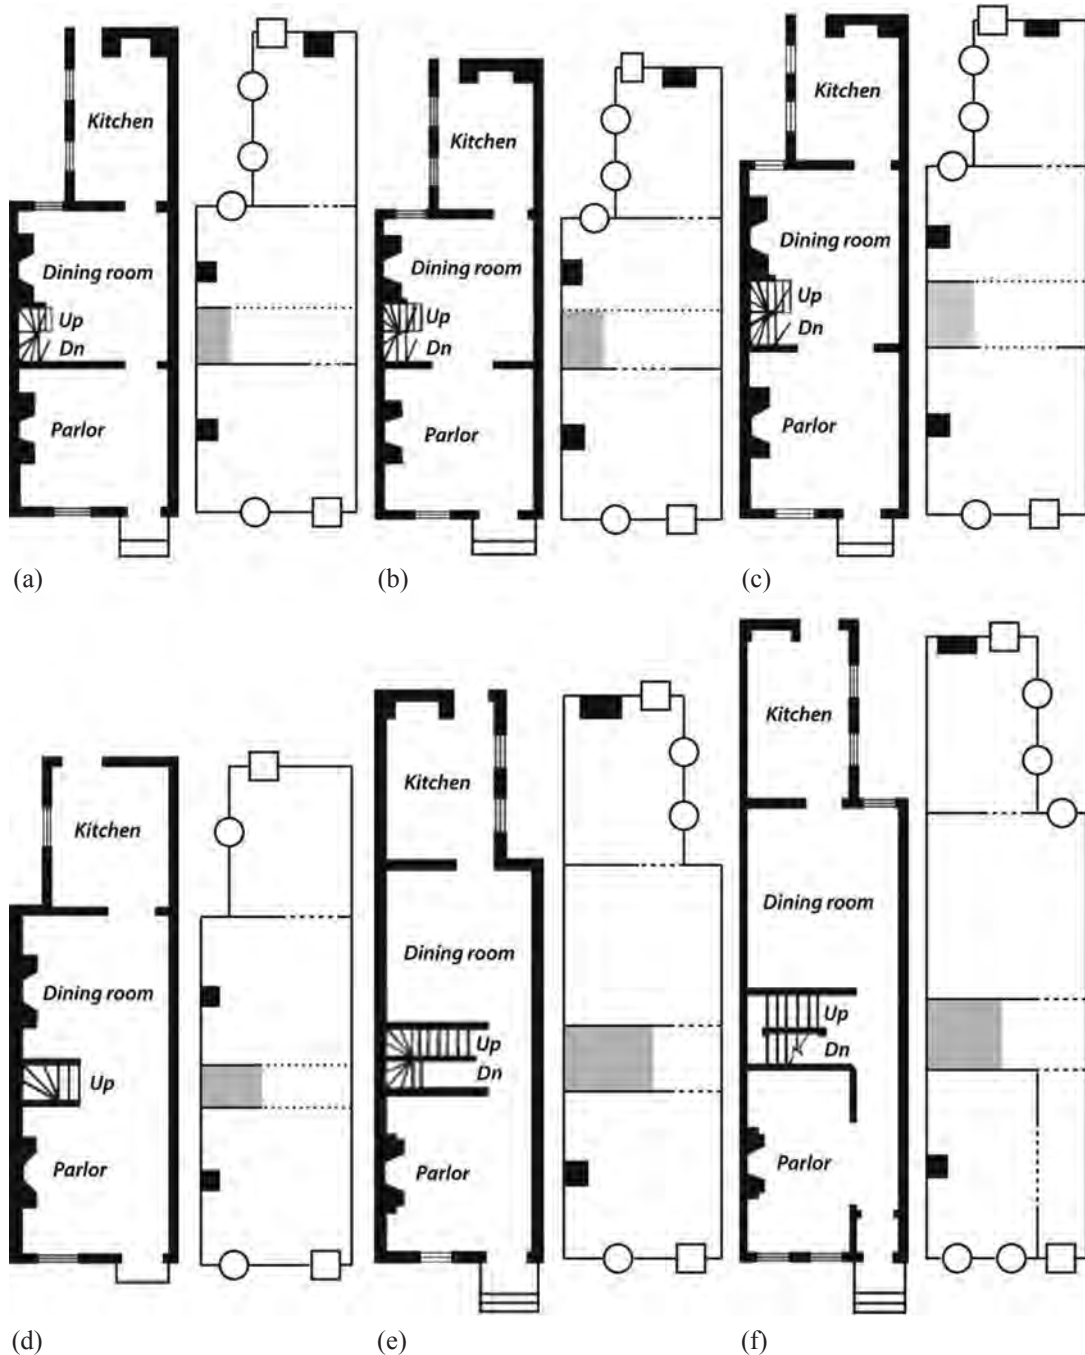 Kitchen
Dining room
Up
Dn
Parlor
(a)
Kitchen
Dining room
Up
Dn
Parlor
(b)
Kitchen
Dining room
Up
Dn
Parlor
(c)
Kitchen
Dining room
Up
Parlor
(d)
Kitchen
Dining room
Up
Dn
Parlor
(e)
Kitchen
Dining room
Up
Dn
Parlor
(f)